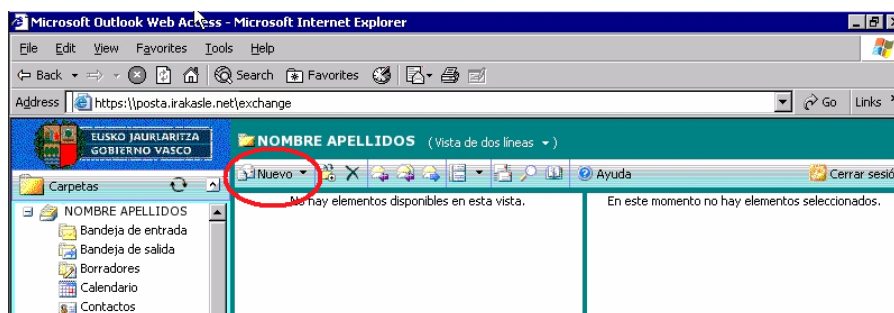 Microsoft Outlook Web Access - Microsoft Internet Explorer
File Edit View Favorites Tools Help
Back Search Favorites
Address https:\\posta.irakasle.net\exchange Go Links
EUSKO JAURLARITZA
GOBIERNO VASCO
NOMBRE APELLIDOS (Vista de dos líneas)
Nuevo Ayuda Cerrar sesió
Carpetas
No hay elementos disponibles en esta vista.
En este momento no hay elementos seleccionados.
NOMBRE APELLIDOS
Bandeja de entrada
Bandeja de salida
Borradores
Calendario
Contactos